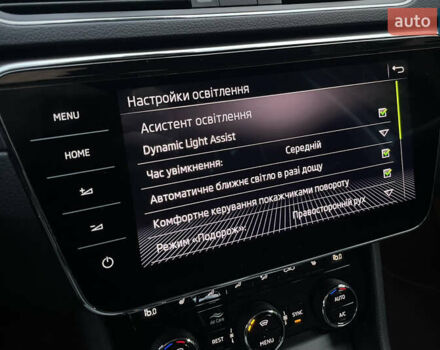 auto
Настройки освітлення
Асистент освітлення
Dynamic Light Assist
Час увімкнення: Середній
Автоматичне ближнє світло в разі дощу
Комфортне керування покажчиками повороту
Режим «Подорож»: Правосторонній рух
MENU
HOME
REST
MENU
SYNC
AUTO
A/C